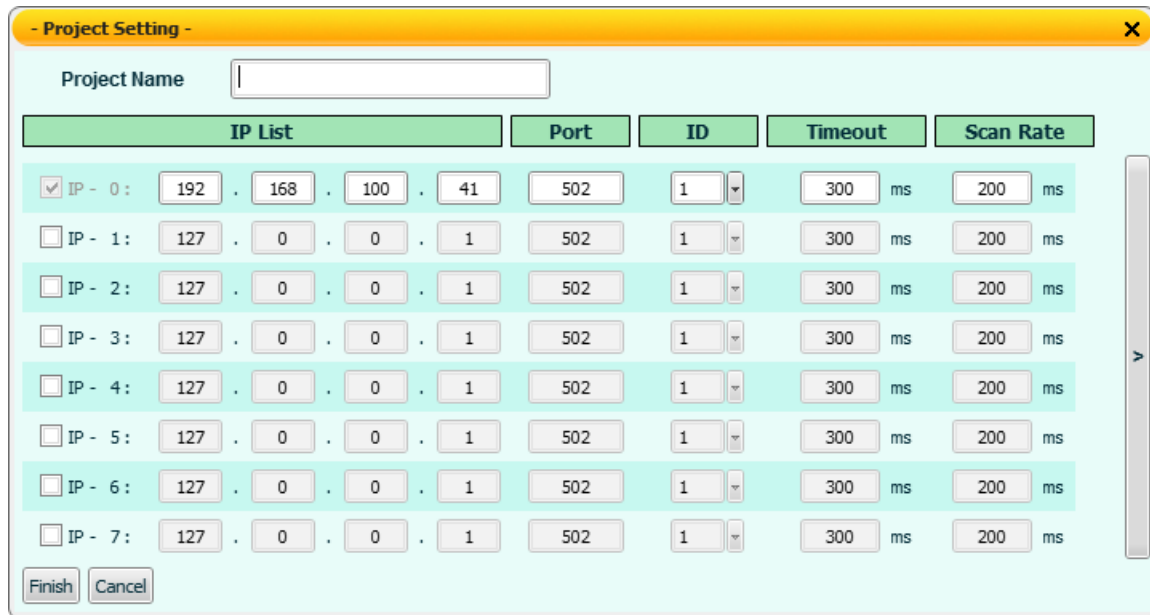 - Project Setting -
Project Name
IP List Port ID Timeout Scan Rate
IP - 0: 192 . 168 . 100 . 41 502 1 300 ms 200 ms
IP - 1: 127 . 0 . 0 . 1 502 1 300 ms 200 ms
IP - 2: 127 . 0 . 0 . 1 502 1 300 ms 200 ms
IP - 3: 127 . 0 . 0 . 1 502 1 300 ms 200 ms
IP - 4: 127 . 0 . 0 . 1 502 1 300 ms 200 ms
IP - 5: 127 . 0 . 0 . 1 502 1 300 ms 200 ms
IP - 6: 127 . 0 . 0 . 1 502 1 300 ms 200 ms
IP - 7: 127 . 0 . 0 . 1 502 1 300 ms 200 ms
>
Finish Cancel